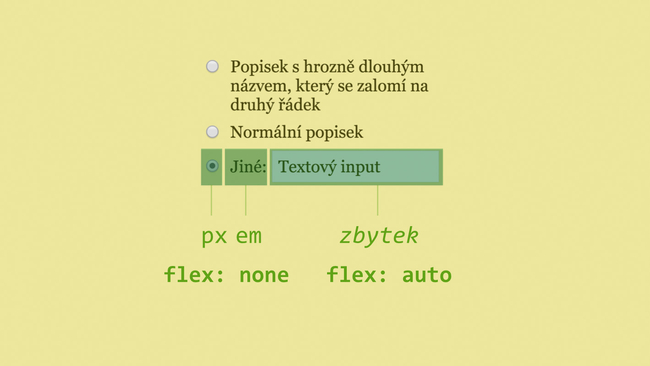 Popisek s hrozně dlouhým
názvem, který se zalomí na
druhý řádek
Normální popisek
Jiné: Textový input
px em zbytek
flex: none flex: auto